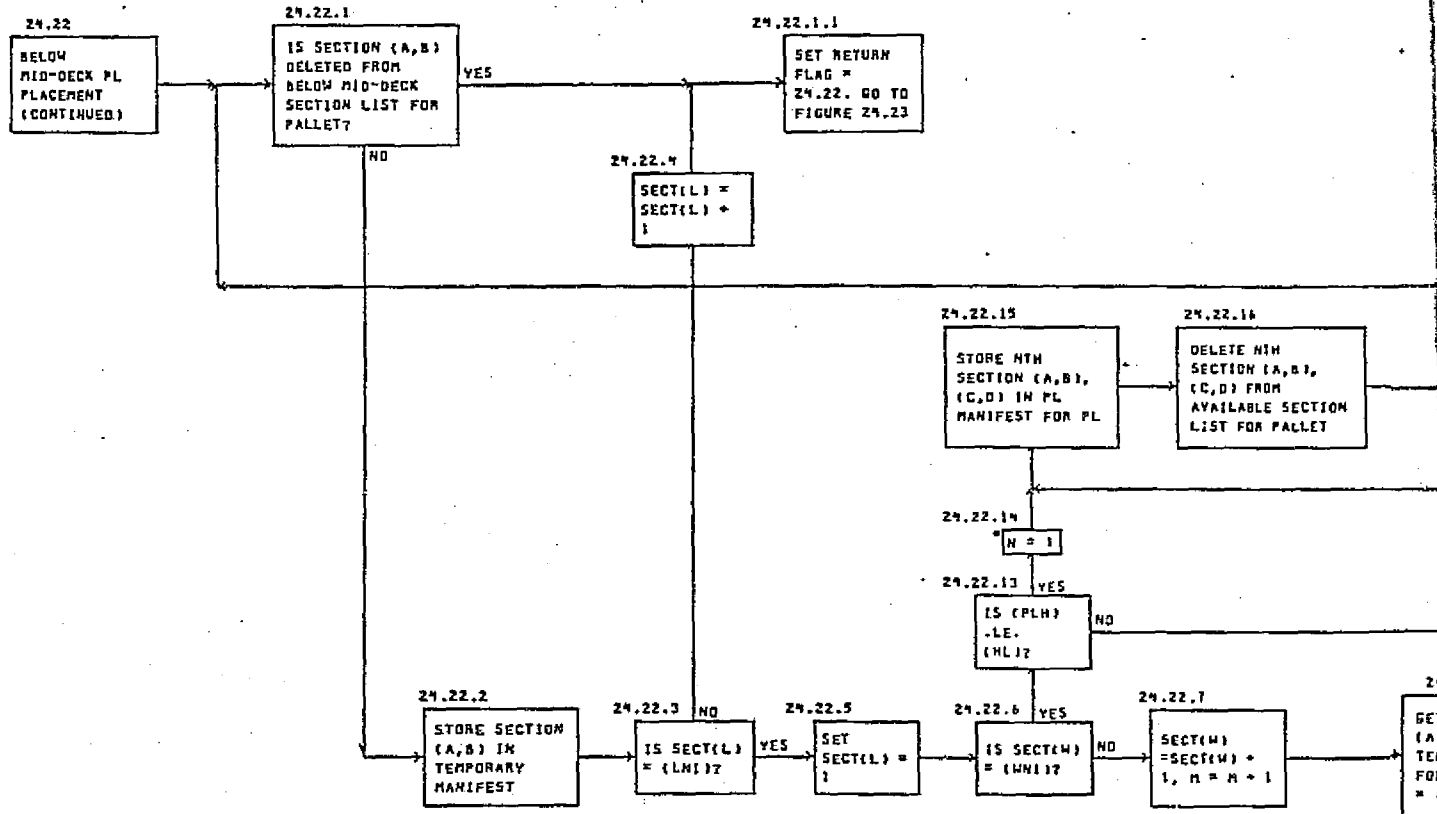 24.22
BELOW
MID-DECK PL
PLACEMENT
(CONTINUED)
24.22.1
IS SECTION (A,B)
DELETED FROM
BELOW MID-DECK
SECTION LIST FOR
PALLET?
YES
NO
24.22.1.1
SET RETURN
FLAG =
24.22. GO TO
FIGURE 24.23
24.22.4
SECT(L) =
SECT(L) +
1
24.22.15
STORE NTH
SECTION (A,B),
(C,D) IN PL
MANIFEST FOR PL
24.22.16
DELETE NTH
SECTION (A,B),
(C,D) FROM
AVAILABLE SECTION
LIST FOR PALLET
24.22.14
N = 1
24.22.13
YES
IS (PLH)
.LE.
(HL)?
NO
24.22.2
STORE SECTION
(A,B) IN
TEMPORARY
MANIFEST
24.22.3
NO
IS SECT(L)
= (LNI)?
YES
24.22.5
SET
SECT(L) =
1
24.22.6
YES
IS SECT(W)
= (WNI)?
NO
24.22.7
SECT(W)
=SECT(W) +
1, M = M + 1
24
GET
(A
TEM
FOR
=